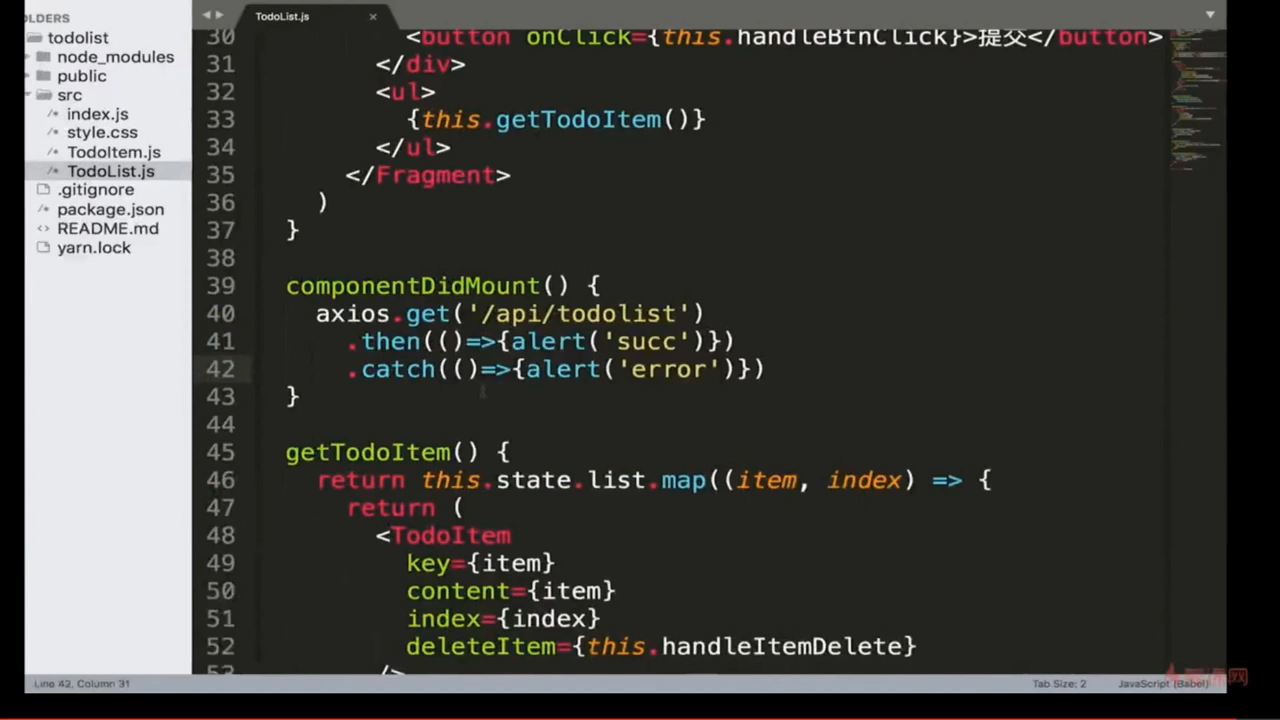 TodoList.js
OLDERS
todolist
node_modules
public
src
index.js
style.css
TodoItem.js
TodoList.js
.gitignore
package.json
README.md
yarn.lock
30 <button onClick={this.handleBtnClick}>提交</button>
31 </div>
32 <ul>
33 {this.getTodoItem()}
34 </ul>
35 </Fragment>
36 )
37 }
38
39 componentDidMount() {
40 axios.get('/api/todolist')
41 .then(()=>{alert('succ')})
42 .catch(()=>{alert('error')})
43 }
44
45 getTodoItem() {
46 return this.state.list.map((item, index) => {
47 return (
48 <TodoItem
49 key={item}
50 content={item}
51 index={index}
52 deleteItem={this.handleItemDelete}
53 />
Line 42, Column 31
Tab Size: 2
JavaScript (Babel)